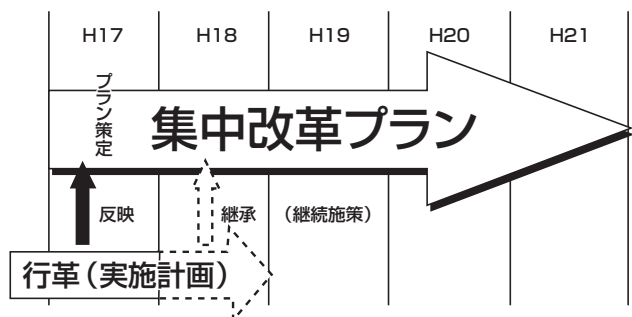 H17 H18 H19 H20 H21
プラン策定
集中改革プラン
反映 継承 （継続施策）
行革（実施計画）